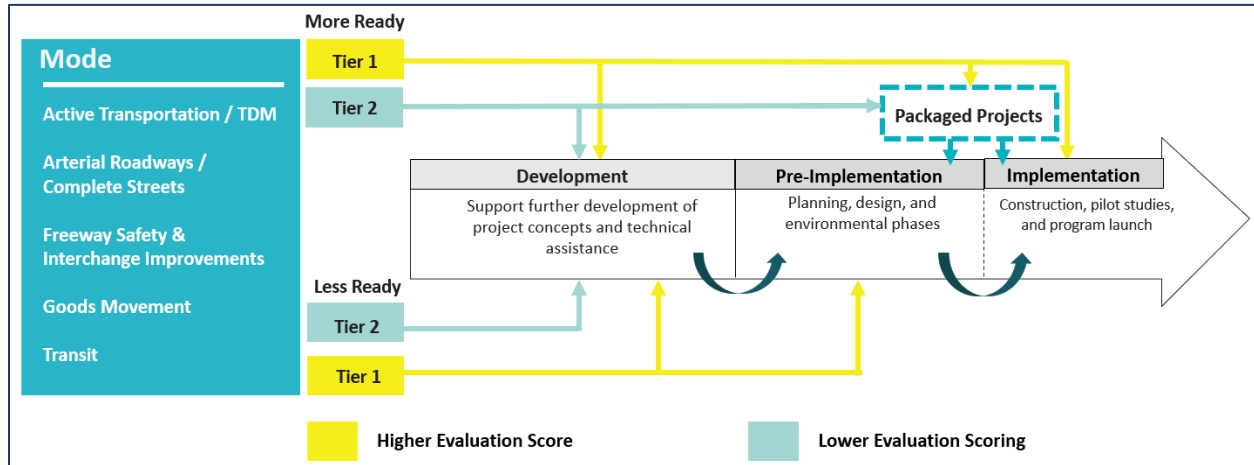 More Ready
Mode
Tier 1
Tier 2
Active Transportation / TDM
Arterial Roadways /
Complete Streets
Freeway Safety &
Interchange Improvements
Goods Movement
Transit
Packaged Projects
Development
Support further development of
project concepts and technical
assistance
Pre-Implementation
Planning, design, and
environmental phases
Implementation
Construction, pilot studies,
and program launch
Less Ready
Tier 2
Tier 1
Higher Evaluation Score
Lower Evaluation Scoring